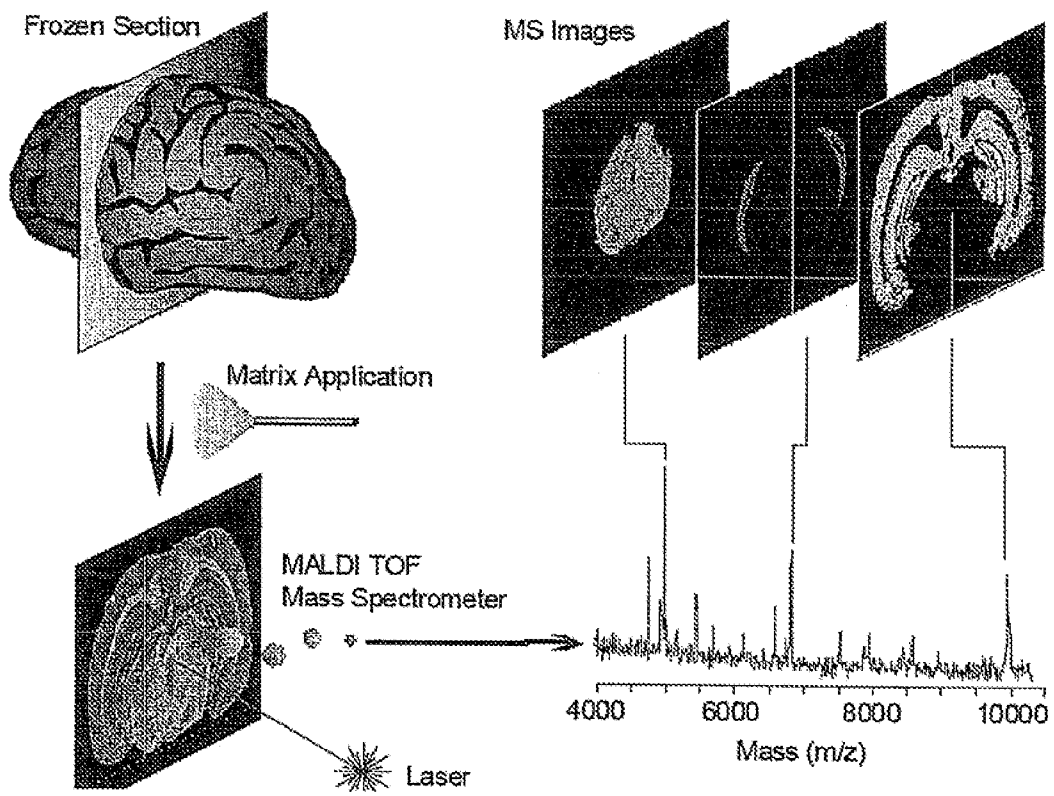 Frozen Section
MS Images
Matrix Application
MALDI TOF
Mass Spectrometer
4000 6000 8000 10000
Mass (m/z)
Laser